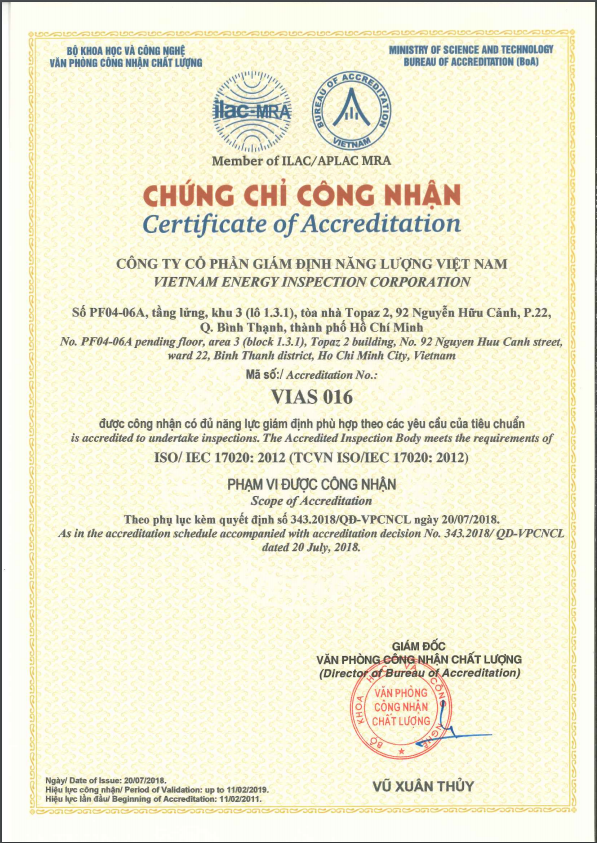 BỘ KHOA HỌC VÀ CÔNG NGHỆ
VĂN PHÒNG CÔNG NHẬN CHẤT LƯỢNG
MINISTRY OF SCIENCE AND TECHNOLOGY
BUREAU OF ACCREDITATION (BoA)
ilac-MRA
BUREAU OF ACCREDITATION
VIETNAM
Member of ILAC/APLAC MRA
CHỨNG CHỈ CÔNG NHẬN
Certificate of Accreditation
CÔNG TY CỔ PHẦN GIÁM ĐỊNH NĂNG LƯỢNG VIỆT NAM
VIETNAM ENERGY INSPECTION CORPORATION
Số PF04-06A, tầng lửng, khu 3 (lô 1.3.1), tòa nhà Topaz 2, 92 Nguyễn Hữu Cảnh, P.22,
Q. Bình Thạnh, thành phố Hồ Chí Minh
No. PF04-06A pending floor, area 3 (block 1.3.1), Topaz 2 building, No. 92 Nguyen Huu Canh street,
ward 22, Binh Thanh district, Ho Chi Minh City, Vietnam
Mã số:/ Accreditation No.:
VIAS 016
được công nhận có đủ năng lực giám định phù hợp theo các yêu cầu của tiêu chuẩn
is accredited to undertake inspections. The Accredited Inspection Body meets the requirements of
ISO/ IEC 17020: 2012 (TCVN ISO/IEC 17020: 2012)
PHẠM VI ĐƯỢC CÔNG NHẬN
Scope of Accreditation
Theo phụ lục kèm quyết định số 343.2018/QĐ-VPCNCL ngày 20/07/2018.
As in the accreditation schedule accompanied with accreditation decision No. 343.2018/ QĐ-VPCNCL
dated 20 July, 2018.
GIÁM ĐỐC
VĂN PHÒNG CÔNG NHẬN CHẤT LƯỢNG
(Director of Bureau of Accreditation)
BỘ KHOA HỌC VÀ CÔNG NGHỆ
VĂN PHÒNG
CÔNG NHẬN
CHẤT LƯỢNG
VŨ XUÂN THỦY
Ngày/ Date of Issue: 20/07/2018.
Hiệu lực công nhận/ Period of Validation: up to 11/02/2019.
Hiệu lực lần đầu/ Beginning of Accreditation: 11/02/2011.